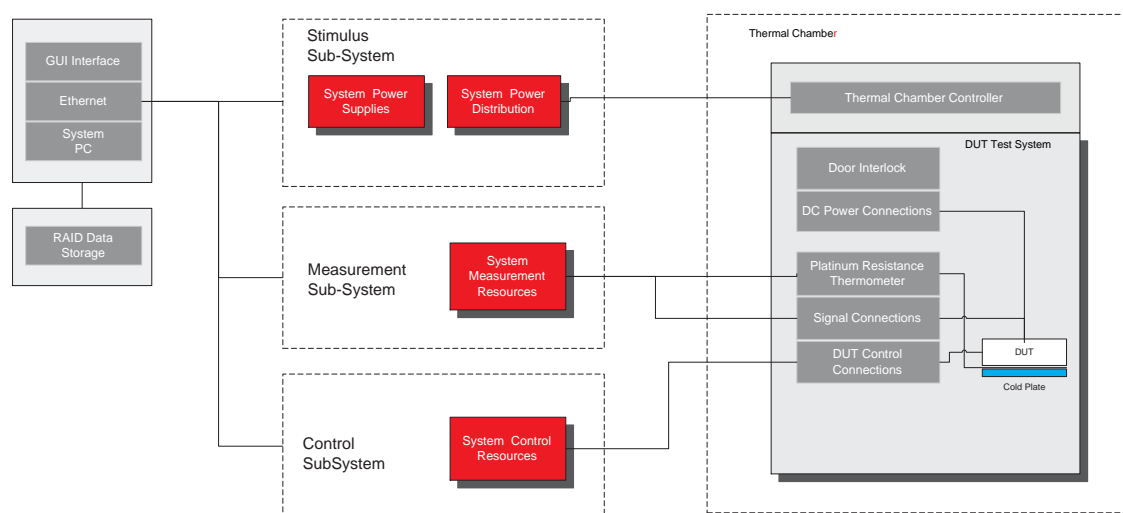 GUI Interface
Ethernet
System
PC
RAID Data
Storage
Stimulus
Sub-System
System Power
Supplies
System Power
Distribution
Measurement
Sub-System
System
Measurement
Resources
Control
SubSystem
System Control
Resources
Thermal Chamber
Thermal Chamber Controller
DUT Test System
Door Interlock
DC Power Connections
Platinum Resistance
Thermometer
Signal Connections
DUT Control
Connections
DUT
Cold Plate